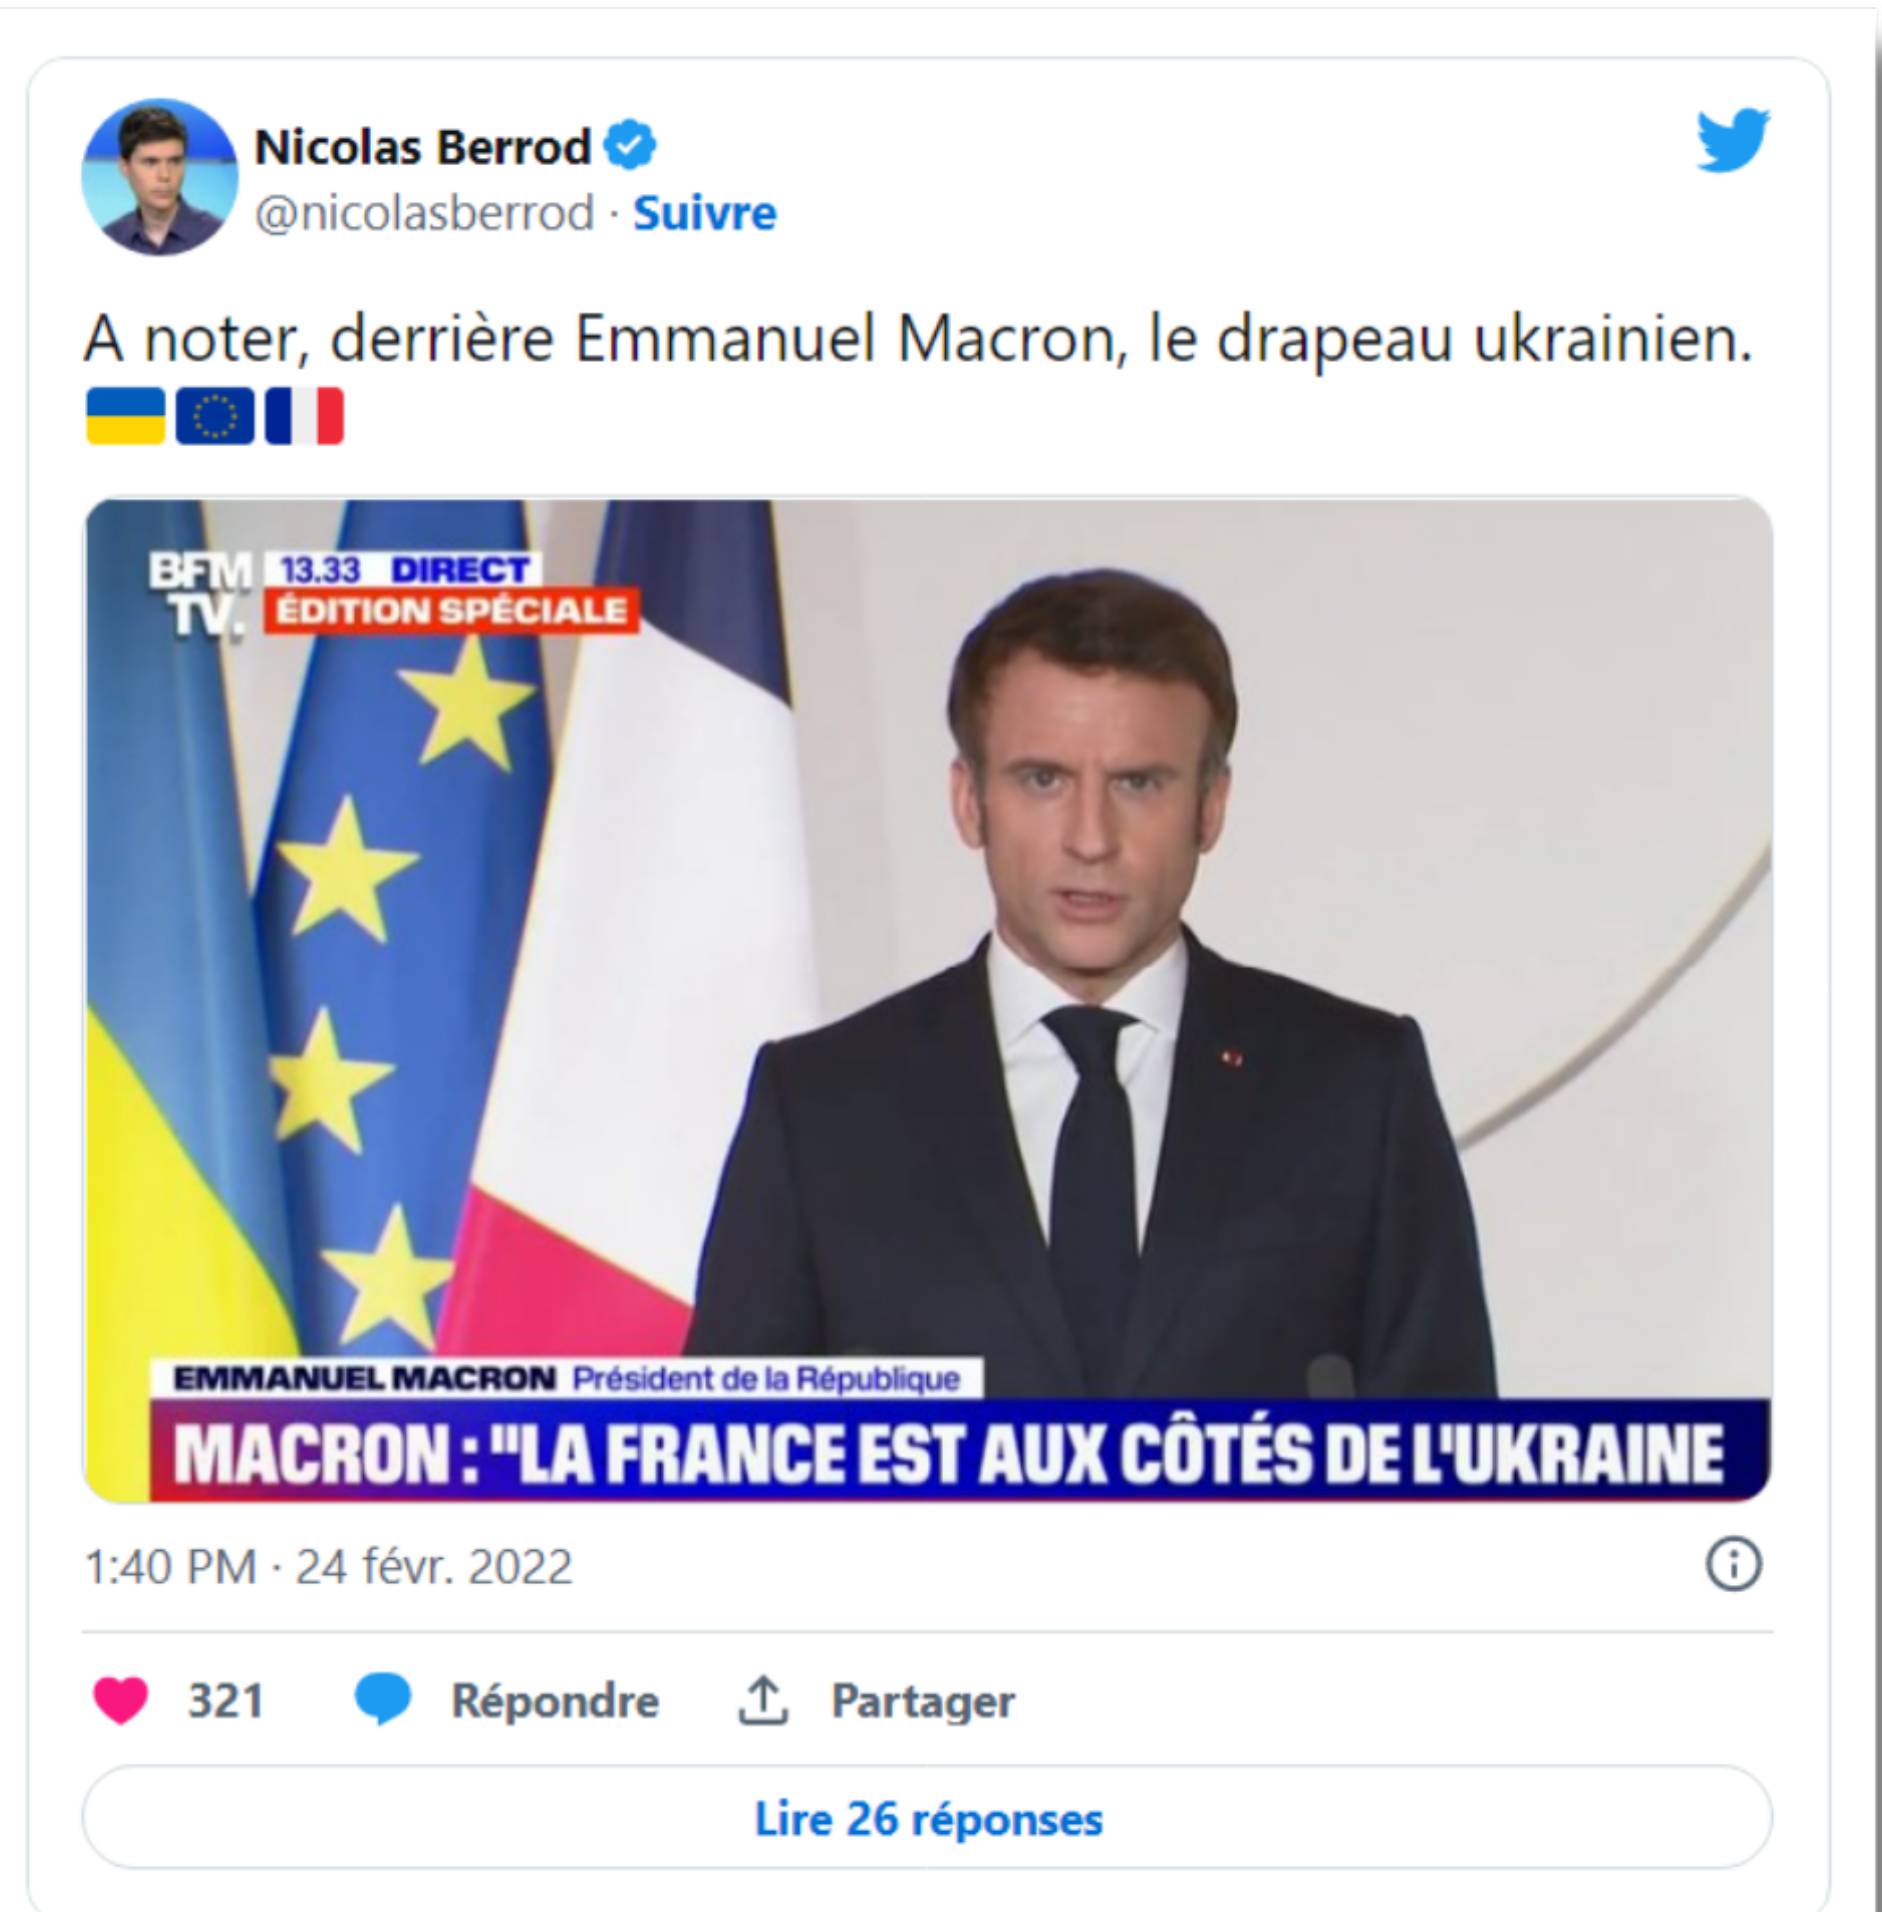 Nicolas Berrod
@nicolasberrod · Suivre
A noter, derrière Emmanuel Macron, le drapeau ukrainien.
🇺🇦🇪🇺🇫🇷
BFM 13.33 DIRECT
TV. ÉDITION SPÉCIALE
EMMANUEL MACRON Président de la République
MACRON : "LA FRANCE EST AUX CÔTÉS DE L'UKRAINE
1:40 PM · 24 févr. 2022
321 Répondre Partager
Lire 26 réponses